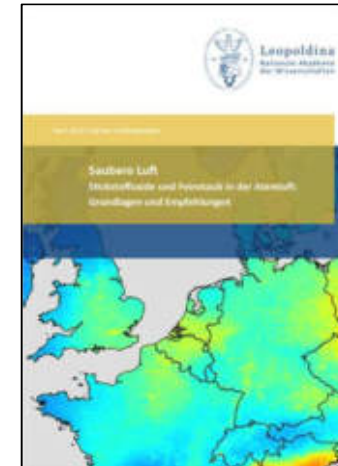 Leopoldina
Nationale Akademie
der Wissenschaften
Saubere Luft
Stickstoffoxide und Feinstaub in der Atemluft:
Grundlagen und Empfehlungen